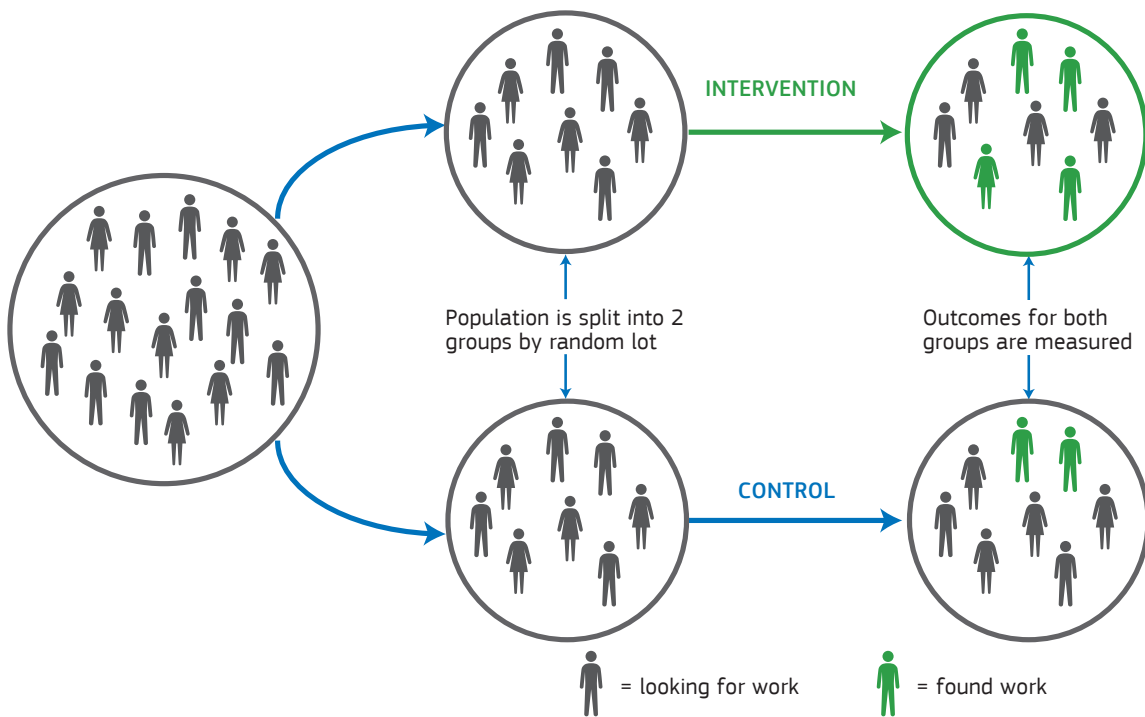 INTERVENTION
Population is split into 2
groups by random lot
Outcomes for both
groups are measured
CONTROL
= looking for work
= found work